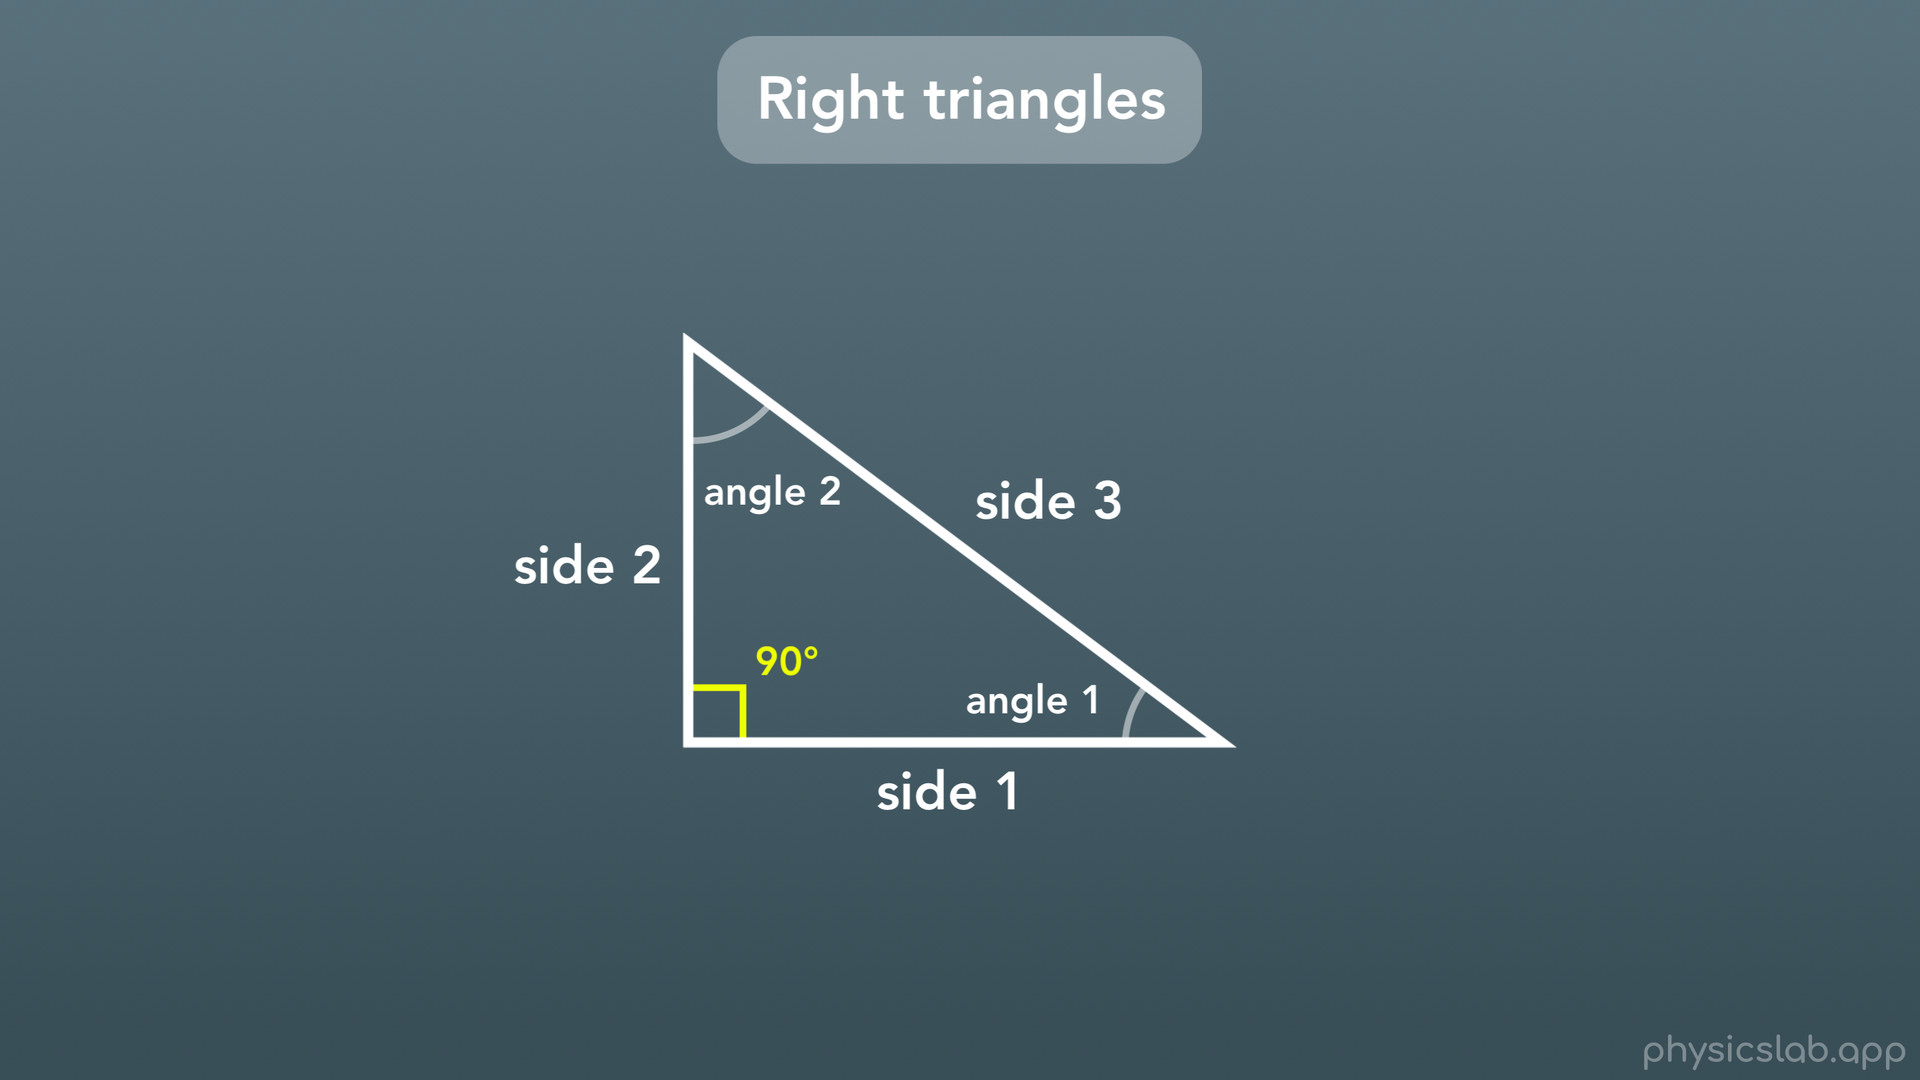 Right triangles
angle 2
side 3
side 2
90°
angle 1
side 1
physicslab.app